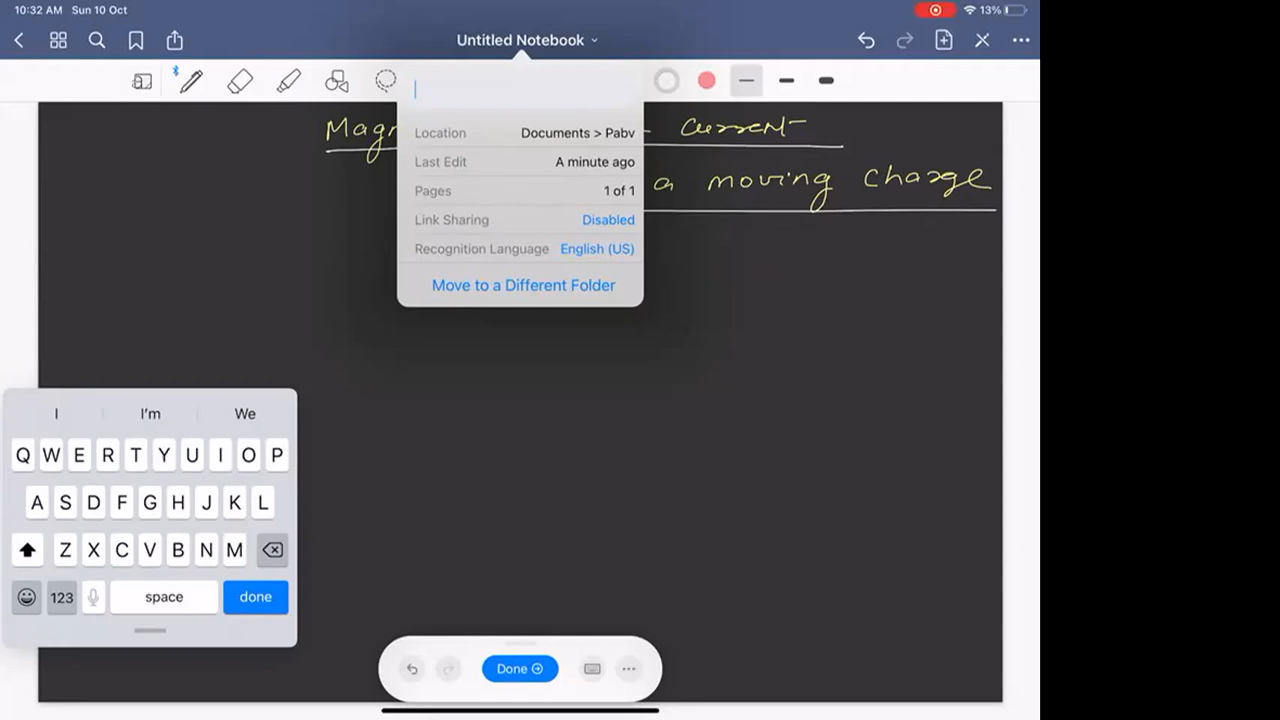 10:32 AM Sun 10 Oct
13%
Untitled Notebook
Magn - Current
a moving charge
Location Documents > Pabv
Last Edit A minute ago
Pages 1 of 1
Link Sharing Disabled
Recognition Language English (US)
Move to a Different Folder
I I'm We
Q W E R T Y U I O P
A S D F G H J K L
Z X C V B N M
123 space done
Done